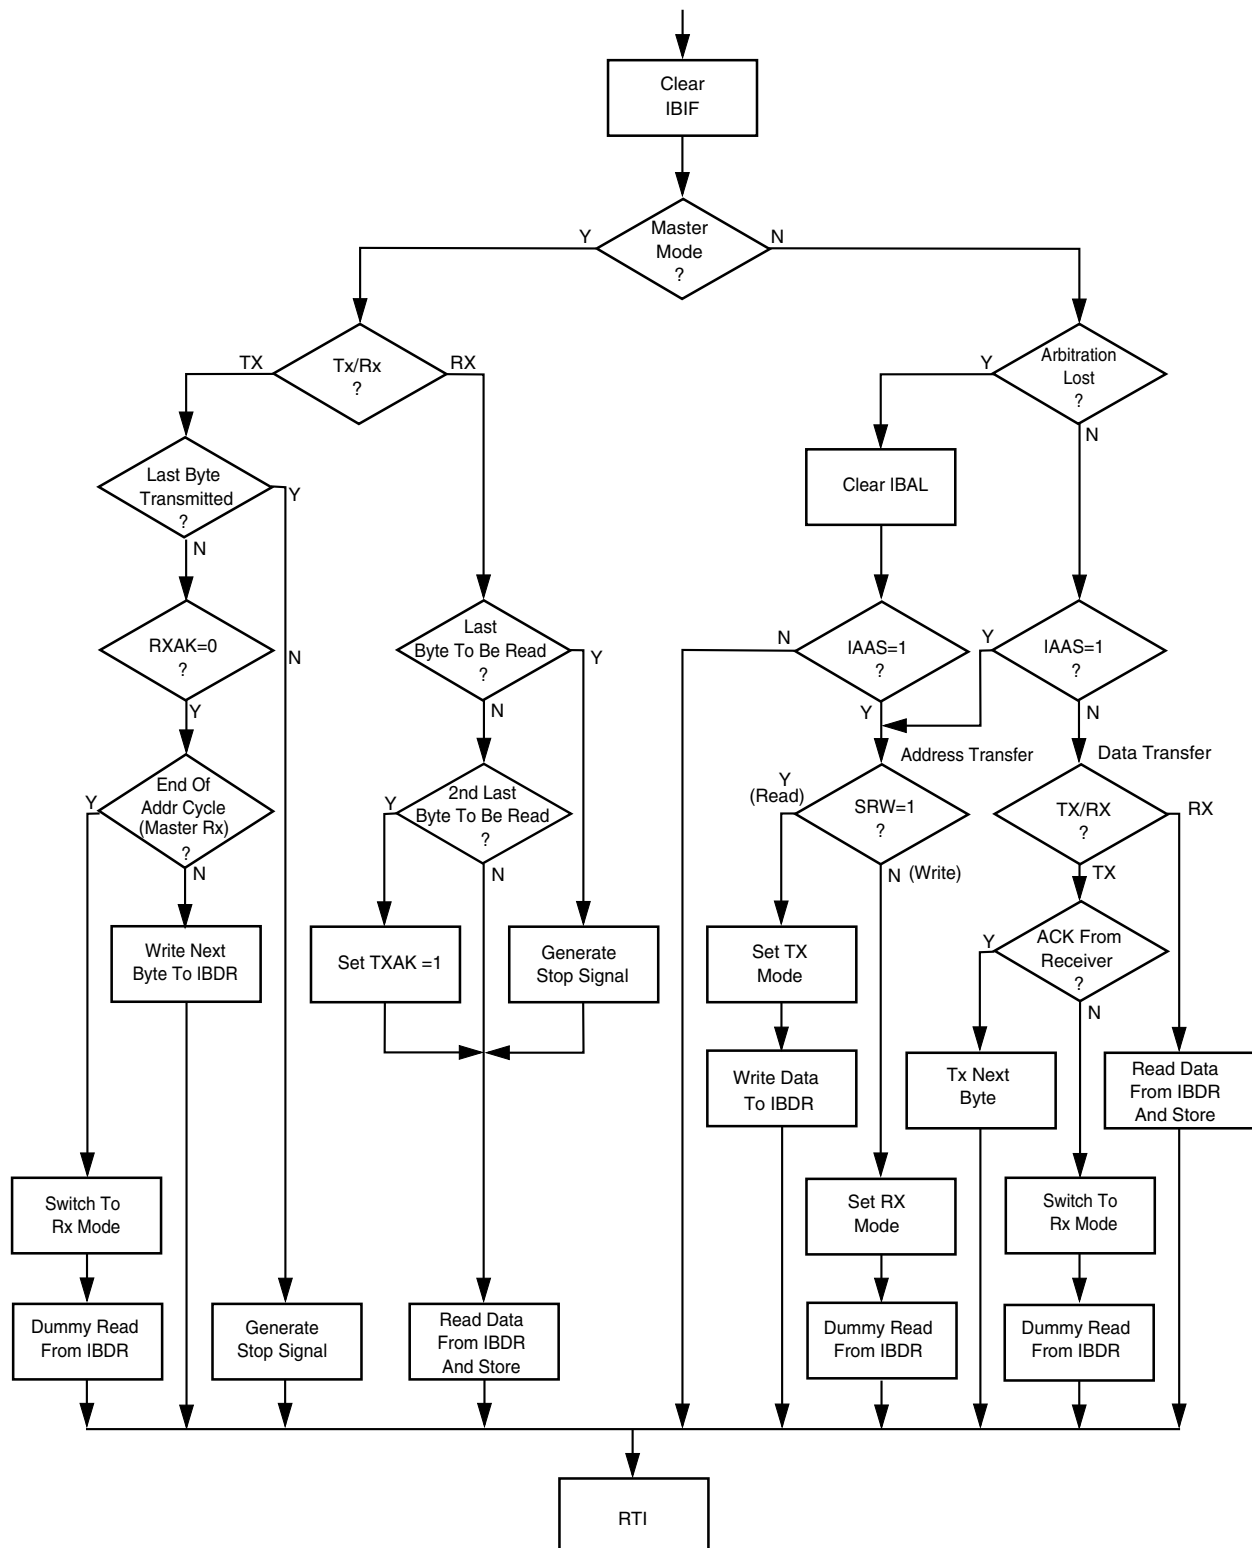 Clear
IBIF
Master
Mode
?
Y
N
Tx/Rx
?
TX
RX
Arbitration
Lost
?
Y
N
Last Byte
Transmitted
?
Y
N
Clear IBAL
RXAK=0
?
N
Y
Last
Byte To Be Read
?
Y
N
IAAS=1
?
N
Y
IAAS=1
?
Y
N
Address Transfer
Data Transfer
End Of
Addr Cycle
(Master Rx)
?
Y
N
2nd Last
Byte To Be Read
?
Y
N
Y
(Read)
SRW=1
?
N (Write)
TX/RX
?
RX
TX
Write Next
Byte To IBDR
Set TXAK =1
Generate
Stop Signal
Set TX
Mode
ACK From
Receiver
?
Y
N
Write Data
To IBDR
Tx Next
Byte
Read Data
From IBDR
And Store
Switch To
Rx Mode
Set RX
Mode
Switch To
Rx Mode
Dummy Read
From IBDR
Generate
Stop Signal
Read Data
From IBDR
And Store
Dummy Read
From IBDR
Dummy Read
From IBDR
RTI